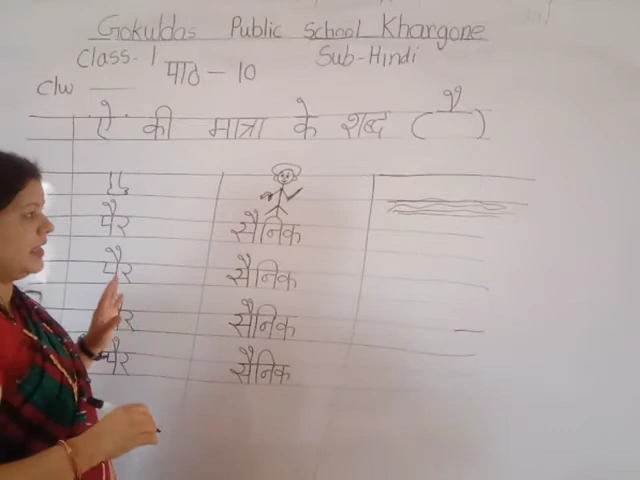 Gokuldas Public School Khargone
Class. 1 Sub-Hindi
पाठ - 10
C/w
ऐ की मात्रा के शब्द ( ै )
पैर सैनिक
पैर सैनिक
पैर सैनिक
पैर सैनिक